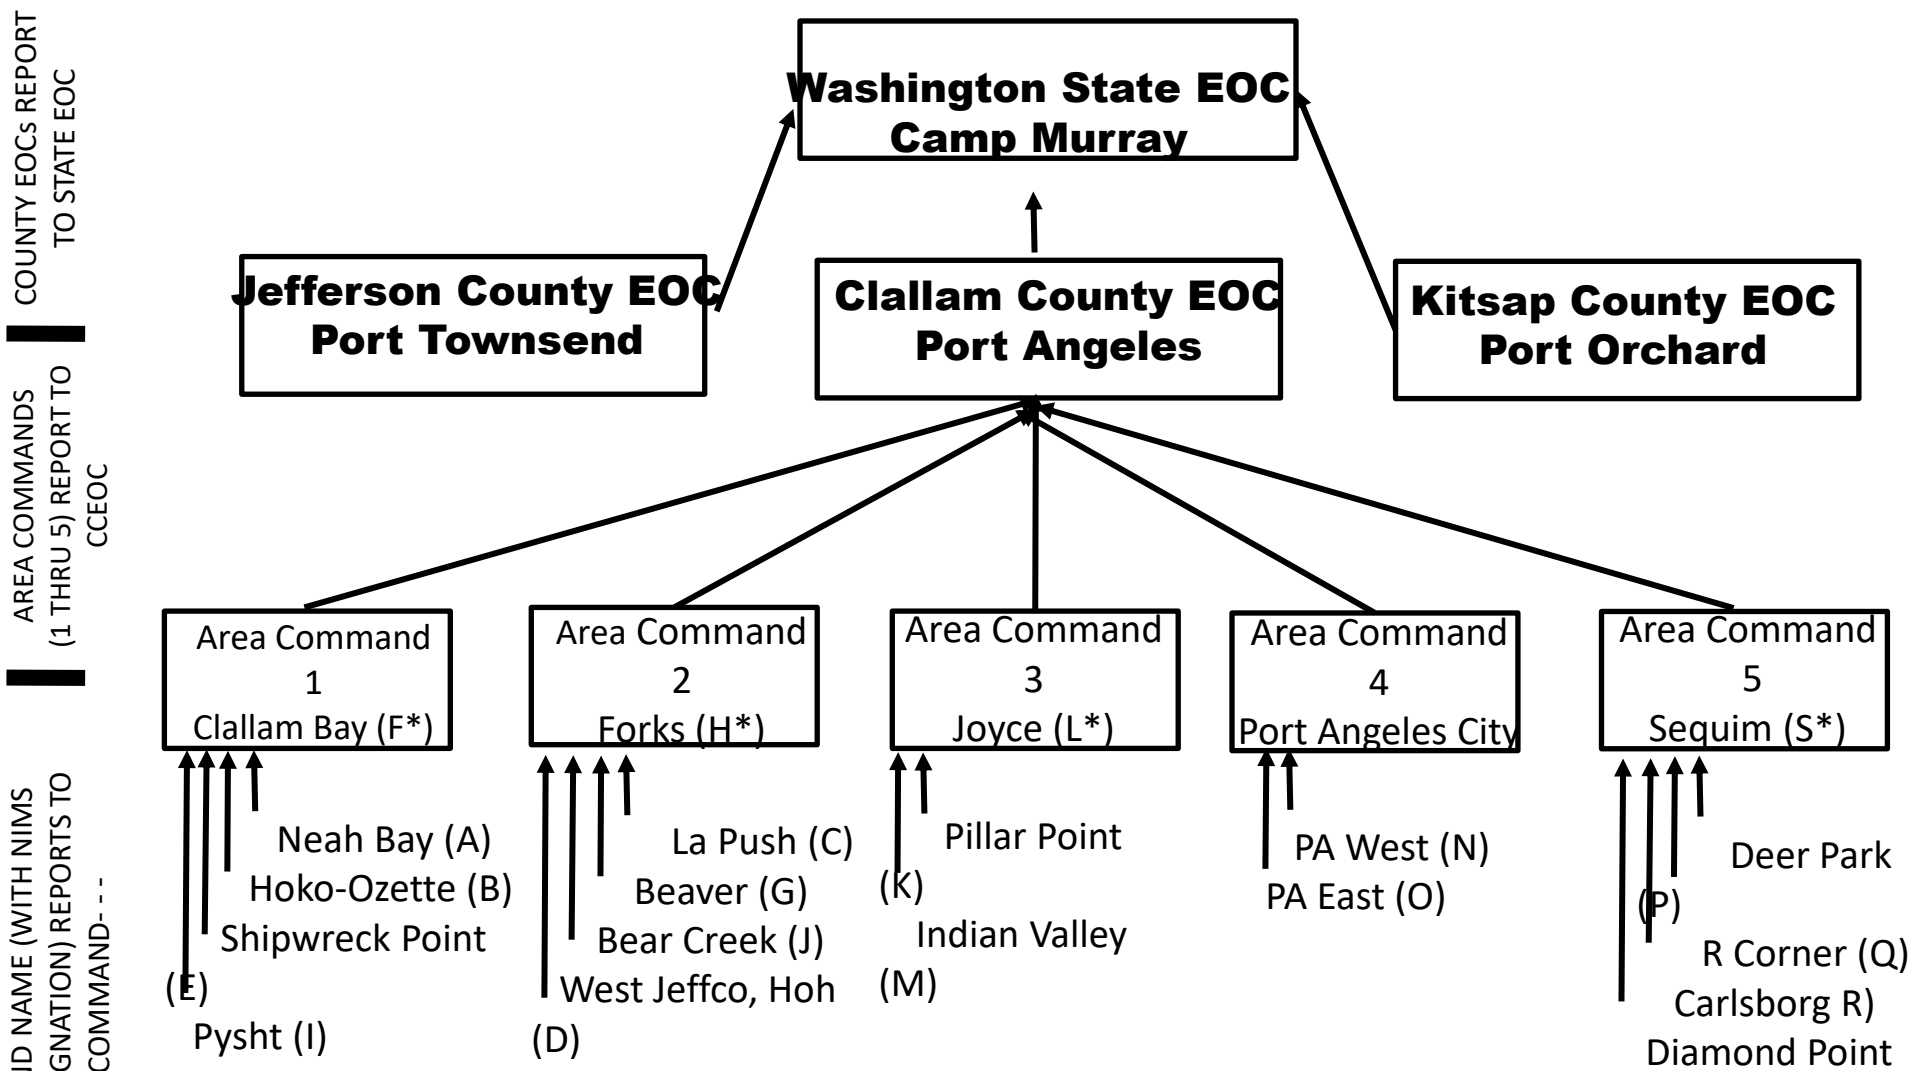 COUNTY EOCs REPORT
TO STATE EOC
AREA COMMANDS
(1 THRU 5) REPORT TO
CCEOC
ID NAME (WITH NIMS
GNATION) REPORTS TO
COMMAND- - -
Washington State EOC
Camp Murray
Jefferson County EOC
Port Townsend
Clallam County EOC
Port Angeles
Kitsap County EOC
Port Orchard
Area Command
1
Clallam Bay (F*)
Area Command
2
Forks (H*)
Area Command
3
Joyce (L*)
Area Command
4
Port Angeles City
Area Command
5
Sequim (S*)
Neah Bay (A)
Hoko-Ozette (B)
Shipwreck Point
(E)
Pysht (I)
La Push (C)
Beaver (G)
Bear Creek (J)
West Jeffco, Hoh
(D)
Pillar Point
(K)
Indian Valley
(M)
PA West (N)
PA East (O)
Deer Park
(P)
R Corner (Q)
Carlsborg R)
Diamond Point